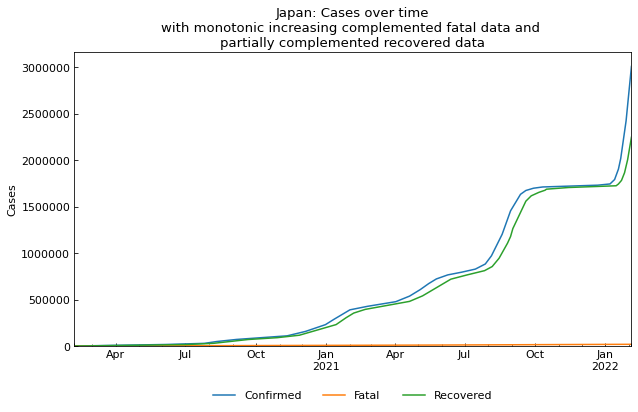 Japan: Cases over time
with monotonic increasing complemented fatal data and
partially complemented recovered data
Cases
3000000
2500000
2000000
1500000
1000000
500000
0
Apr
Jul
Oct
Jan
2021
Apr
Jul
Oct
Jan
2022
Confirmed
Fatal
Recovered